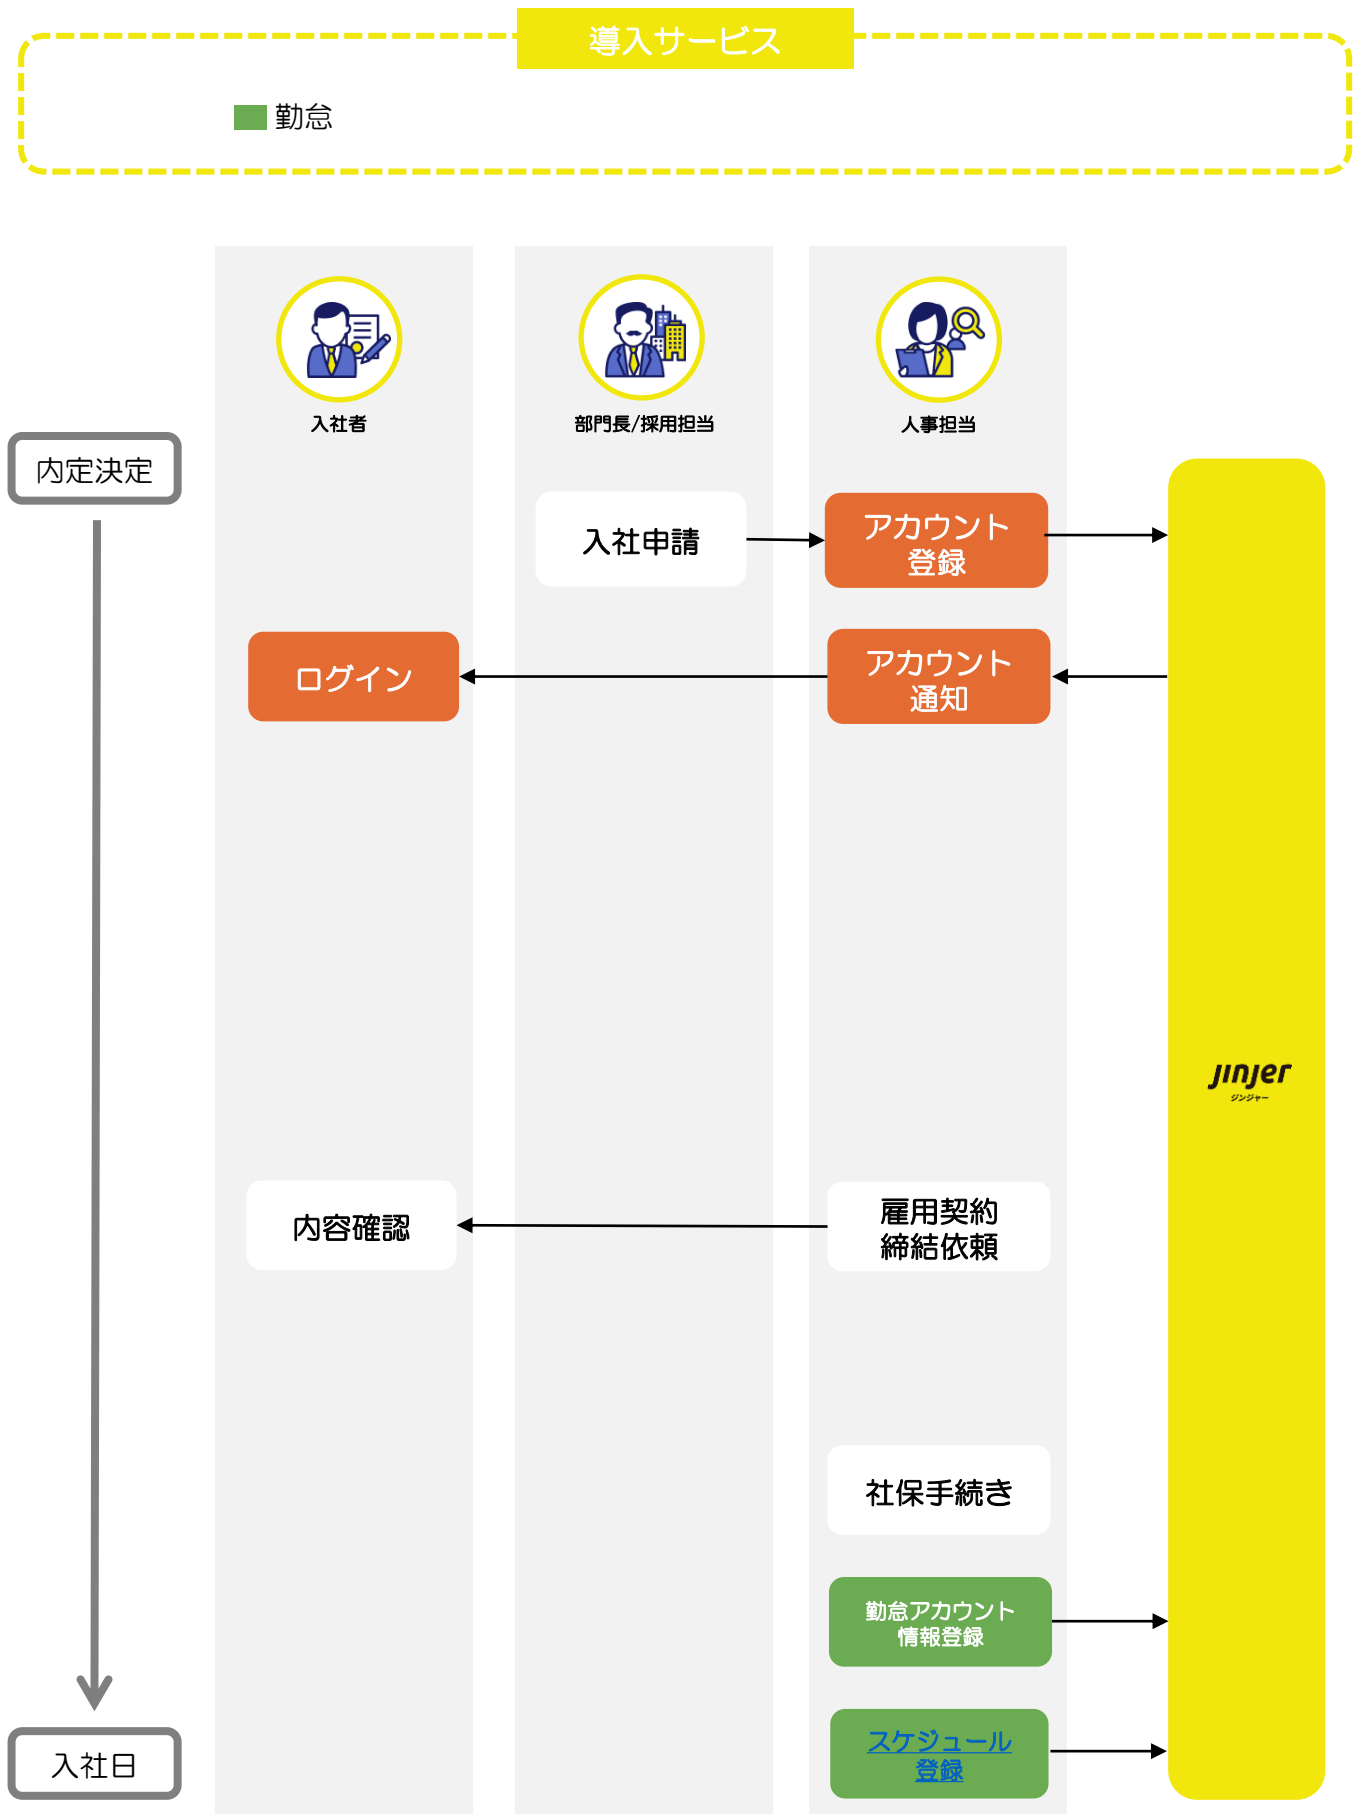 導入サービス
勤怠
入社者
部門長/採用担当
人事担当
内定決定
入社申請
アカウント
登録
ログイン
アカウント
通知
jinjer
ジンジャー
内容確認
雇用契約
締結依頼
社保手続き
勤怠アカウント
情報登録
スケジュール
登録
入社日